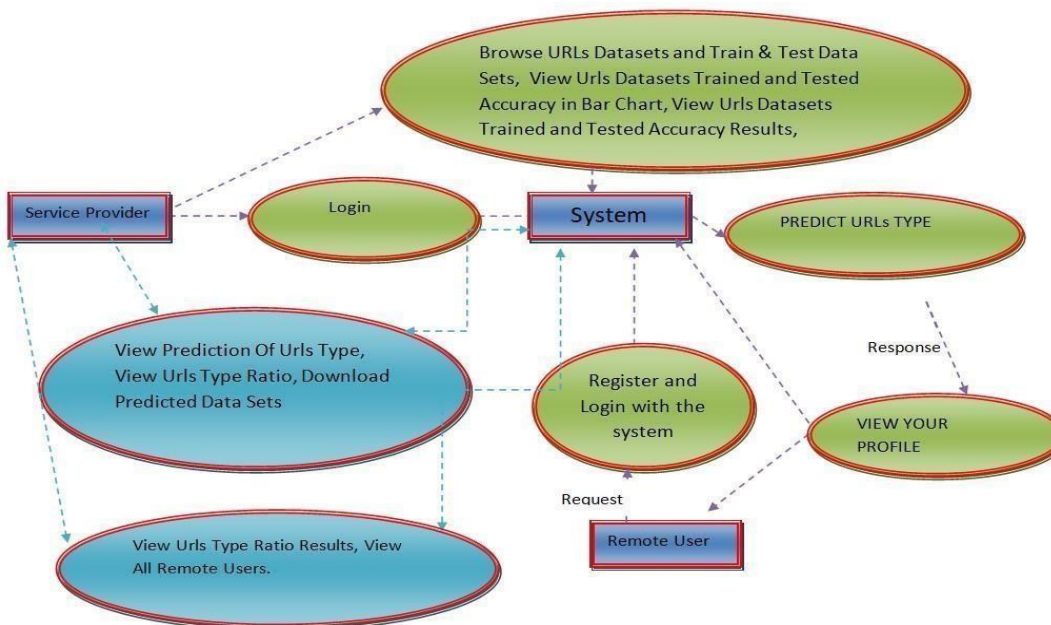 Browse URLs Datasets and Train & Test Data
Sets, View Urls Datasets Trained and Tested
Accuracy in Bar Chart, View Urls Datasets
Trained and Tested Accuracy Results,
Service Provider
Login
System
PREDICT URLs TYPE
View Prediction Of Urls Type,
View Urls Type Ratio, Download
Predicted Data Sets
Response
Register and
Login with the
system
VIEW YOUR
PROFILE
Request
Remote User
View Urls Type Ratio Results, View
All Remote Users.